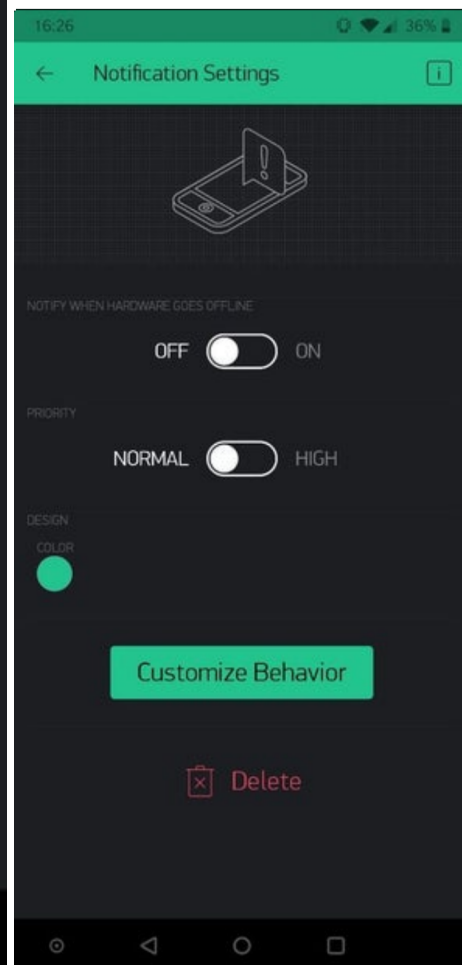 16:26 36%
Notification Settings i
!
NOTIFY WHEN HARDWARE GOES OFFLINE
OFF ON
PRIORITY
NORMAL HIGH
DESIGN
COLOR
Customize Behavior
Delete